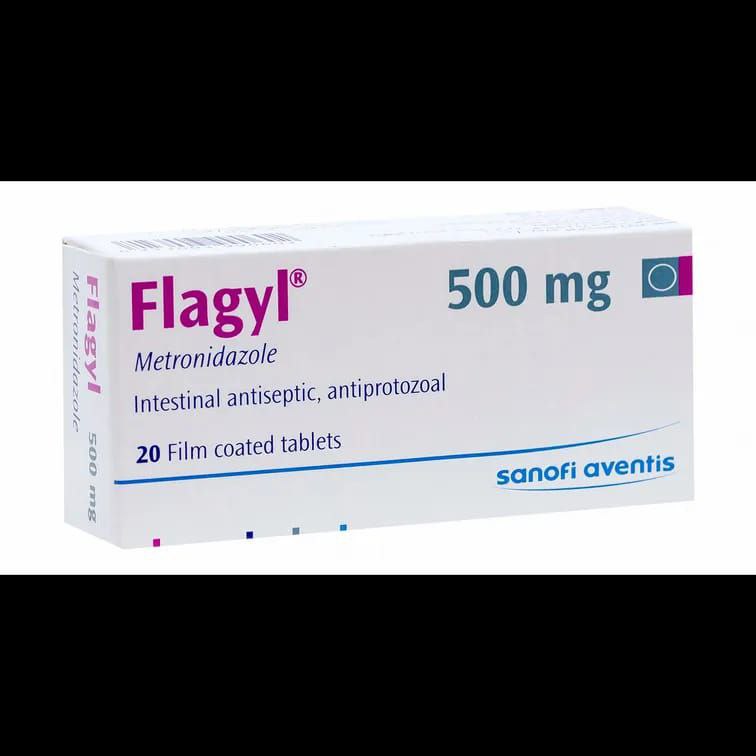 Flagyl®
500 mg
Metronidazole
Intestinal antiseptic, antiprotozoal
20 Film coated tablets
sanofi aventis
Flagyl 500 mg
Metronidazole